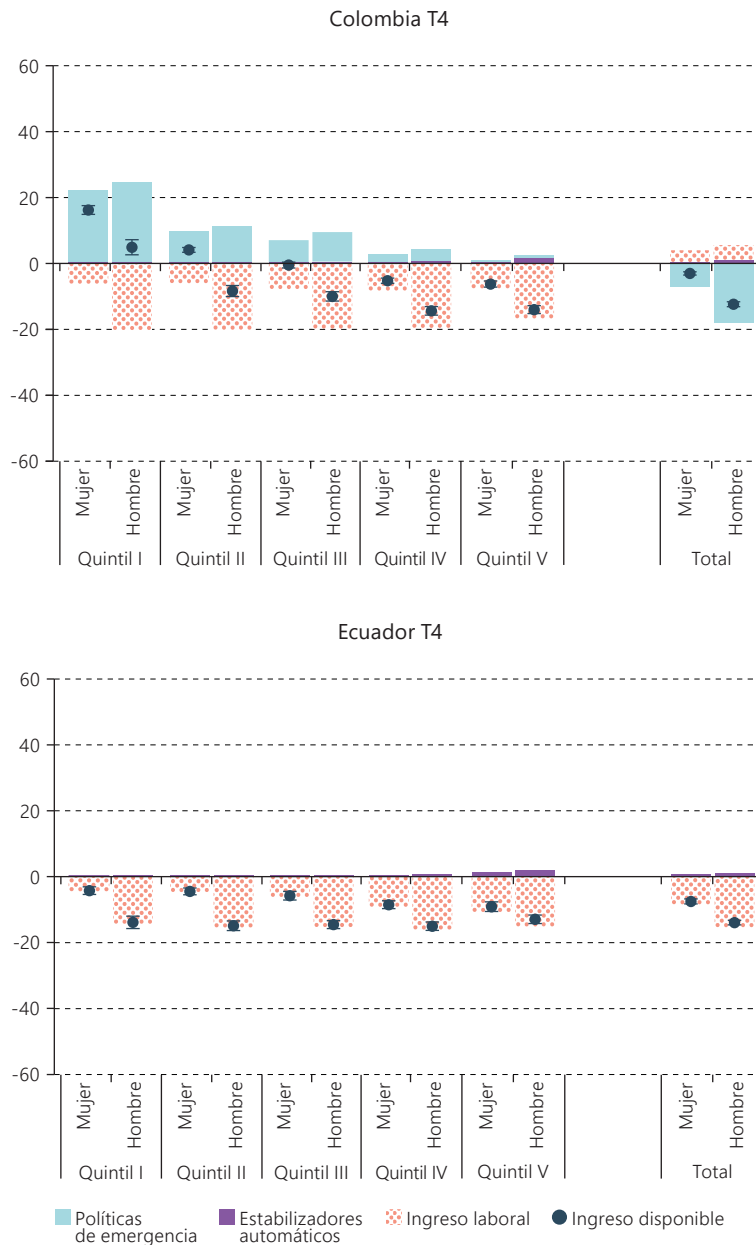 Colombia T4
60
40
20
0
-20
-40
-60
Mujer Hombre Mujer Hombre Mujer Hombre Mujer Hombre Mujer Hombre Mujer Hombre
Quintil I Quintil II Quintil III Quintil IV Quintil V Total
Ecuador T4
60
40
20
0
-20
-40
-60
Mujer Hombre Mujer Hombre Mujer Hombre Mujer Hombre Mujer Hombre Mujer Hombre
Quintil I Quintil II Quintil III Quintil IV Quintil V Total
Políticas de emergencia
Estabilizadores automáticos
Ingreso laboral
Ingreso disponible